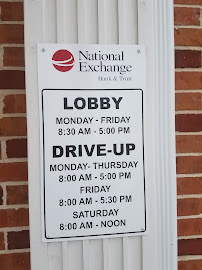 National
Exchange
Bank & Trust
LOBBY
MONDAY - FRIDAY
8:30 AM - 5:00 PM
DRIVE-UP
MONDAY- THURSDAY
8:00 AM - 5:00 PM
FRIDAY
8:00 AM - 5:30 PM
SATURDAY
8:00 AM - NOON